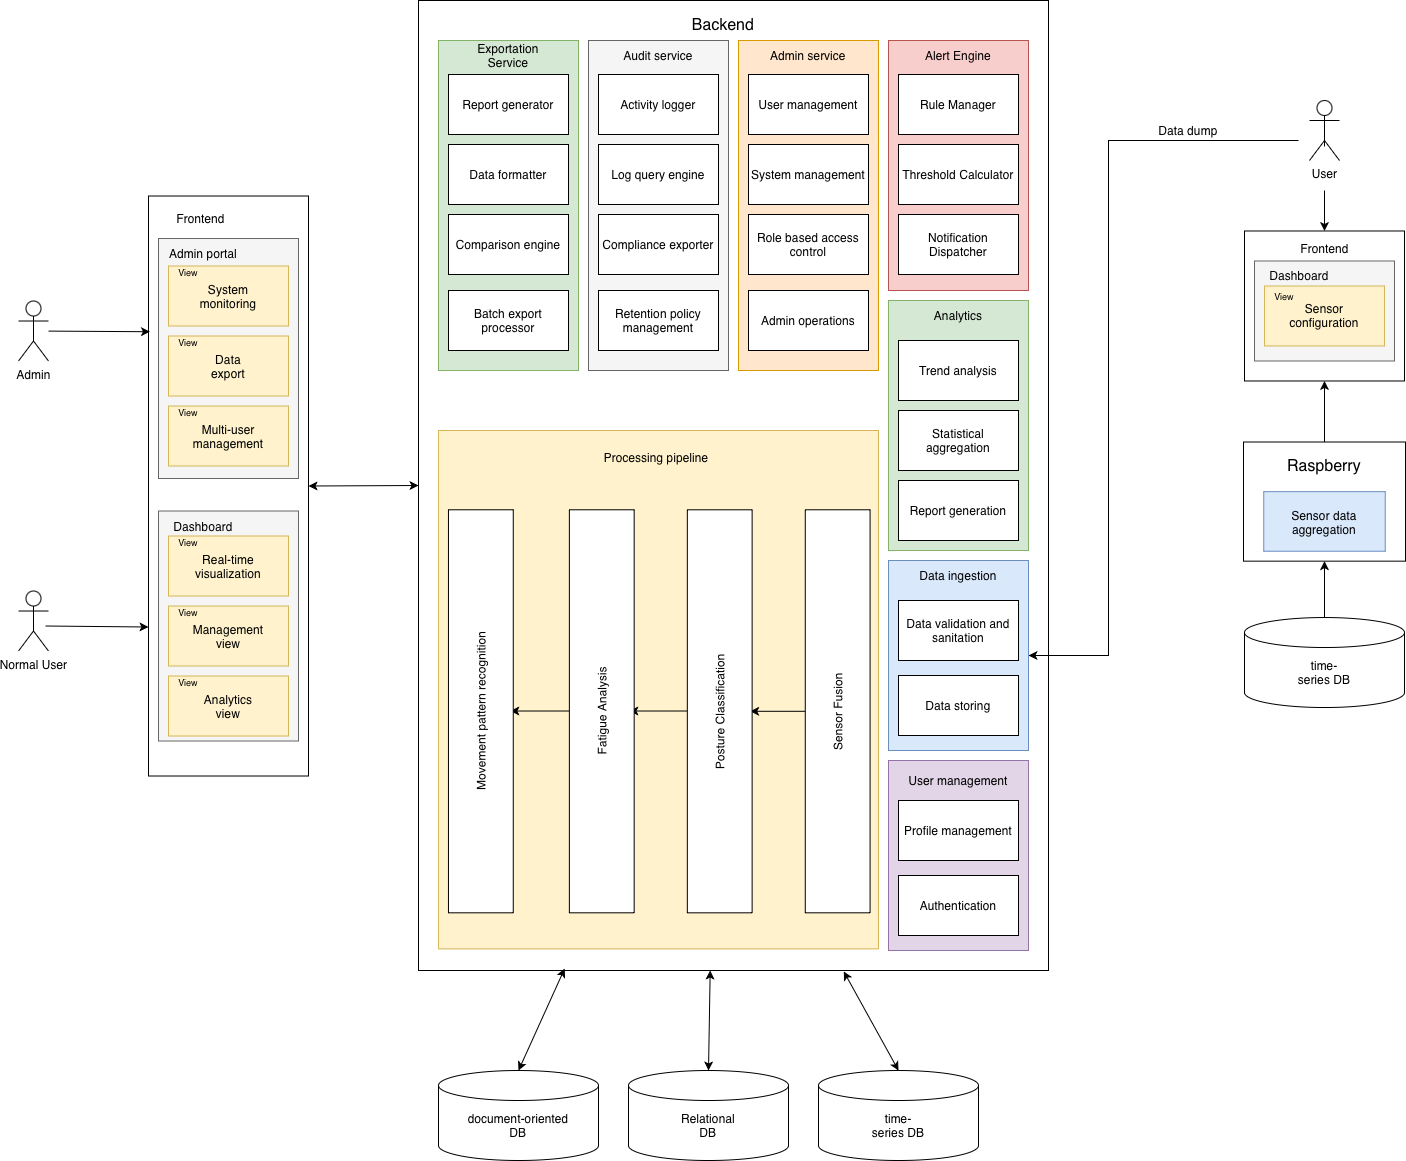 Backend
Exportation
Service
Report generator
Data formatter
Comparison engine
Batch export
processor
Audit service
Activity logger
Log query engine
Compliance exporter
Retention policy
management
Admin service
User management
System management
Role based access
control
Admin operations
Alert Engine
Rule Manager
Threshold Calculator
Notification
Dispatcher
Analytics
Trend analysis
Statistical
aggregation
Report generation
Data ingestion
Data validation and
sanitation
Data storing
User management
Profile management
Authentication
Processing pipeline
Movement pattern recognition
Fatigue Analysis
Posture Classification
Sensor Fusion
Frontend
Admin portal
View
System
monitoring
View
Data
export
View
Multi-user
management
Dashboard
View
Real-time
visualization
View
Management
view
View
Analytics
view
Admin
Normal User
Data dump
User
Frontend
Dashboard
View
Sensor
configuration
Raspberry
Sensor data
aggregation
time-
series DB
document-oriented
DB
Relational
DB
time-
series DB